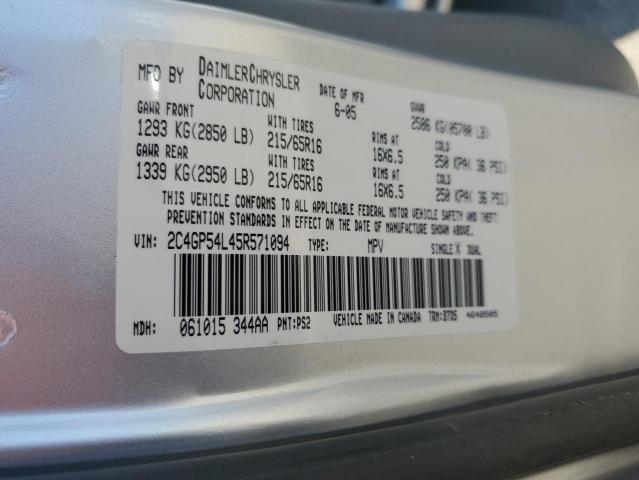 MFD BY DAIMLERCHRYSLER CORPORATION DATE OF MFR 6-05 GVWR 2586 KG(05700 LB)
GAWR FRONT WITH TIRES RIMS AT COLD
1293 KG(2850 LB) 215/65R16 16X6.5 250 KPA( 36 PSI)
GAWR REAR WITH TIRES RIMS AT COLD
1339 KG(2950 LB) 215/65R16 16X6.5 250 KPA( 36 PSI)
THIS VEHICLE CONFORMS TO ALL APPLICABLE FEDERAL MOTOR VEHICLE SAFETY AND THEFT
PREVENTION STANDARDS IN EFFECT ON THE DATE OF MANUFACTURE SHOWN ABOVE.
VIN: 2C4GP54L45R571094 TYPE: MPV SINGLE X DUAL
MDH: 061015 344AA PNT:PS2 VEHICLE MADE IN CANADA TRM:B7D5 4648505